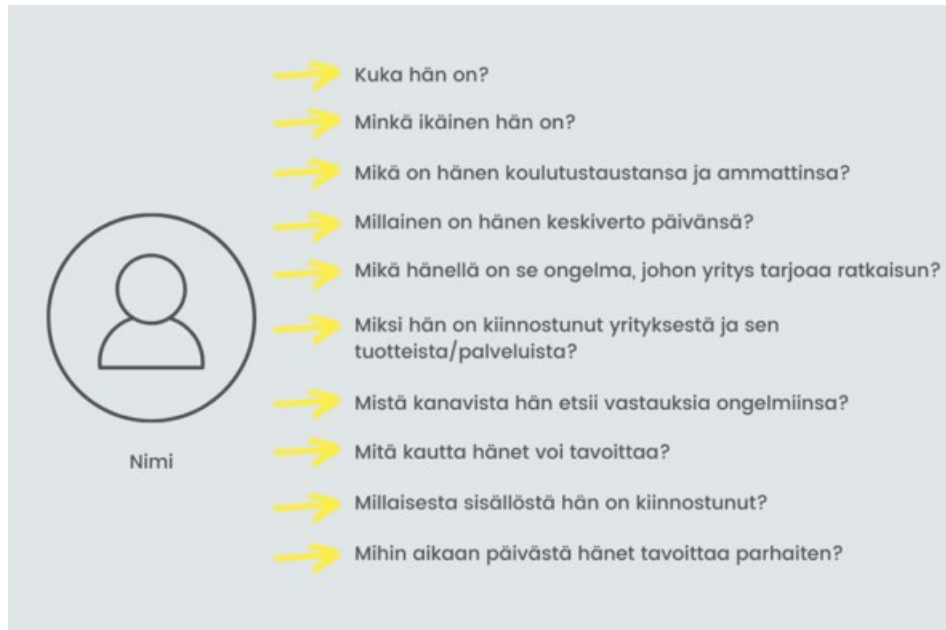 Kuka hän on?
Minkä ikäinen hän on?
Mikä on hänen koulutustaustansa ja ammattinsa?
Millainen on hänen keskiverto päivänsä?
Mikä hänellä on se ongelma, johon yritys tarjoaa ratkaisun?
Miksi hän on kiinnostunut yrityksestä ja sen
tuotteista/palveluista?
Mistä kanavista hän etsii vastauksia ongelmiinsa?
Mitä kautta hänet voi tavoittaa?
Millaisesta sisällöstä hän on kiinnostunut?
Mihin aikaan päivästä hänet tavoittaa parhaiten?
Nimi